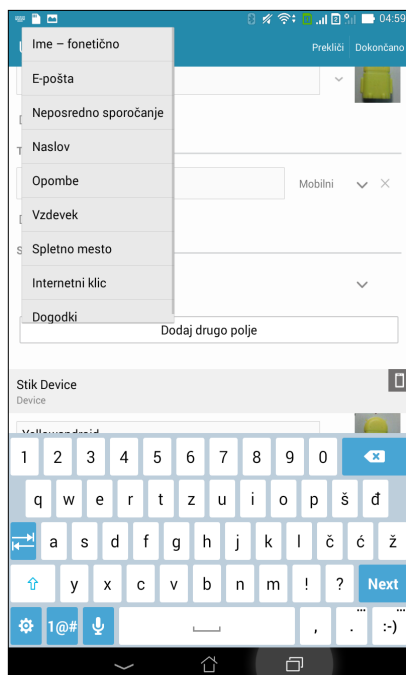 04:59
Ime – fonetično
Prekliči
Dokončano
E-pošta
Neposredno sporočanje
Naslov
Opombe
Mobilni
Vzdevek
Spletno mesto
Internetni klic
Dogodki
Dodaj drugo polje
Stik Device
Device
1 2 3 4 5 6 7 8 9 0
q w e r t z u i o p š đ
a s d f g h j k l č ć ž
y x c v b n m ! ? Next
1@# , . :-)